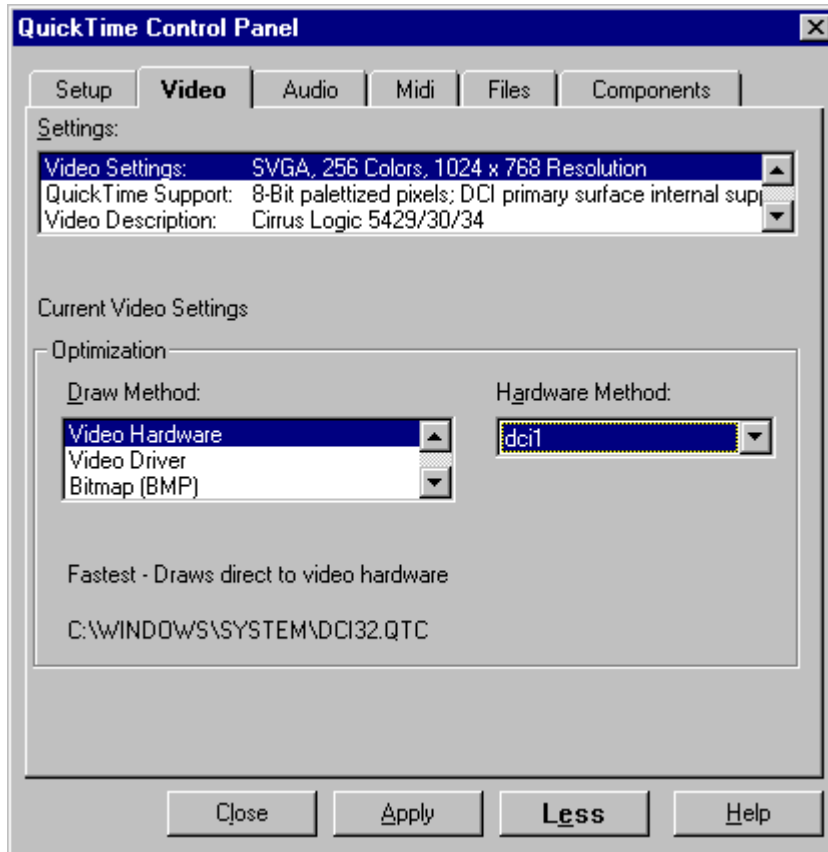 QuickTime Control Panel
Setup Video Audio Midi Files Components
Settings:
Video Settings: SVGA, 256 Colors, 1024 x 768 Resolution
QuickTime Support: 8-Bit palettized pixels; DCI primary surface internal
Video Description: Cirrus Logic 5429/30/34
Current Video Settings
Optimization
Draw Method: Hardware Method:
Video Hardware dci1
Video Driver
Bitmap (BMP)
Fastest - Draws direct to video hardware
C:\WINDOWS\SYSTEM\DCI32.QTC
Close Apply Less Help